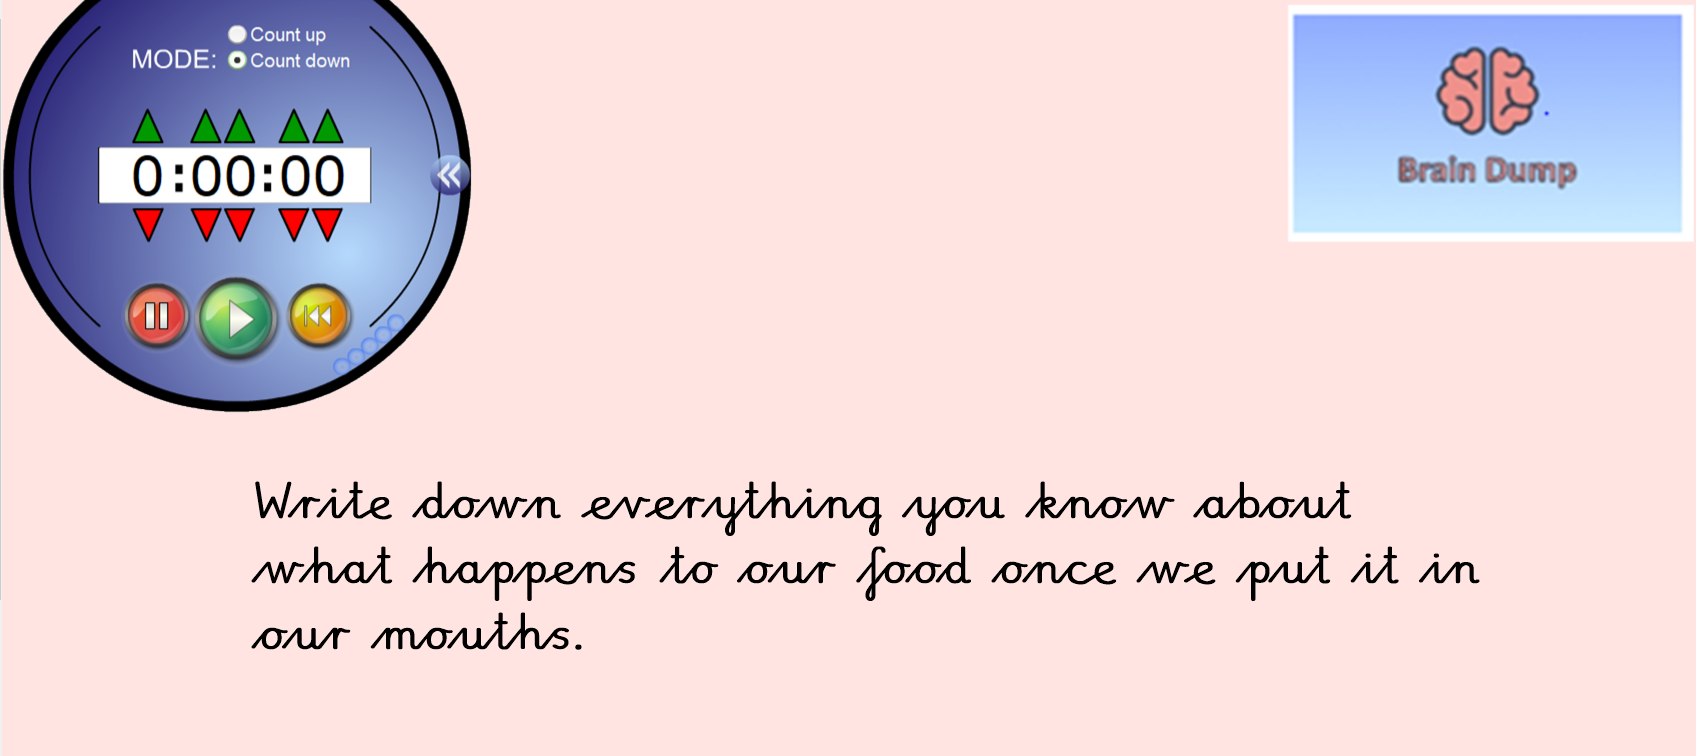 Count up
MODE:
Count down
0:00:00
Brain Dump
Write down everything you know about
what happens to our food once we put it in
our mouths.